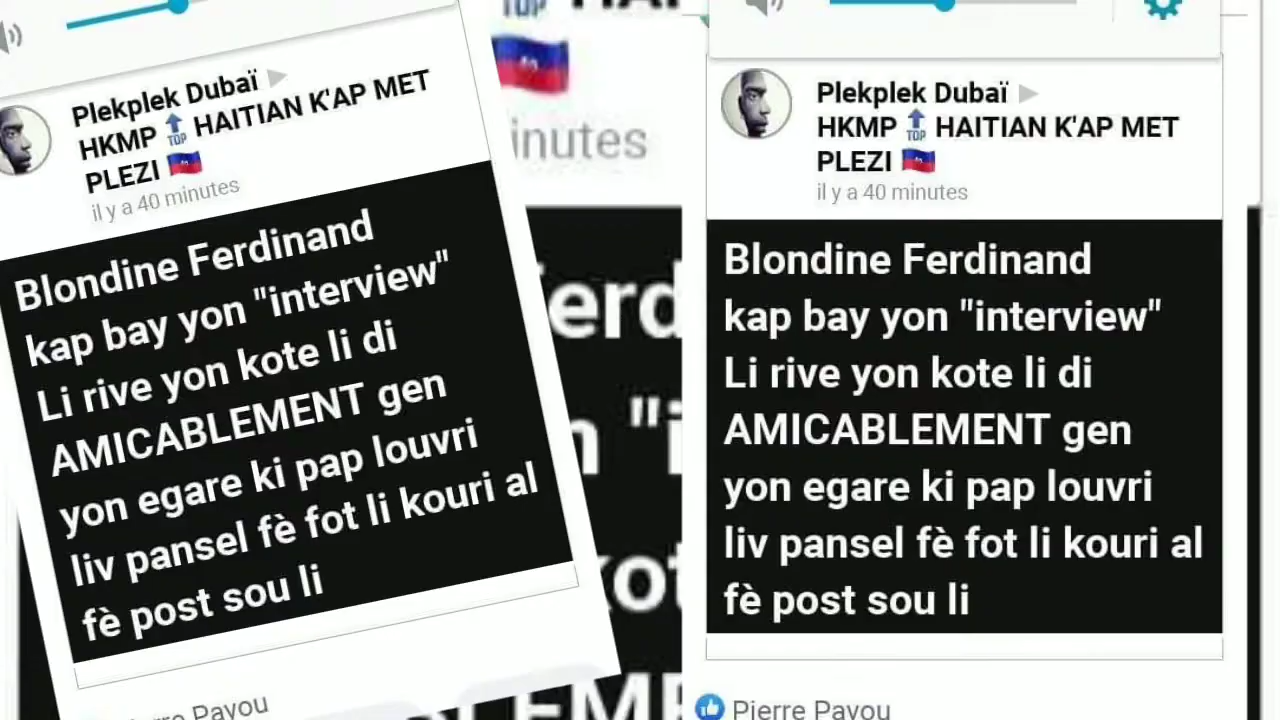 Plekplek Dubaï
HKMP TOP HAITIAN K'AP MET
PLEZI
il y a 40 minutes
Blondine Ferdinand
kap bay yon "interview"
Li rive yon kote li di
AMICABLEMENT gen
yon egare ki pap louvri
liv pansel fè fot li kouri al
fè post sou li
Payou
TOP
inutes
erd
Plekplek Dubaï
HKMP TOP HAITIAN K'AP MET
PLEZI
il y a 40 minutes
Blondine Ferdinand
kap bay yon "interview"
Li rive yon kote li di
AMICABLEMENT gen
yon egare ki pap louvri
liv pansel fè fot li kouri al
fè post sou li
Pierre Payou